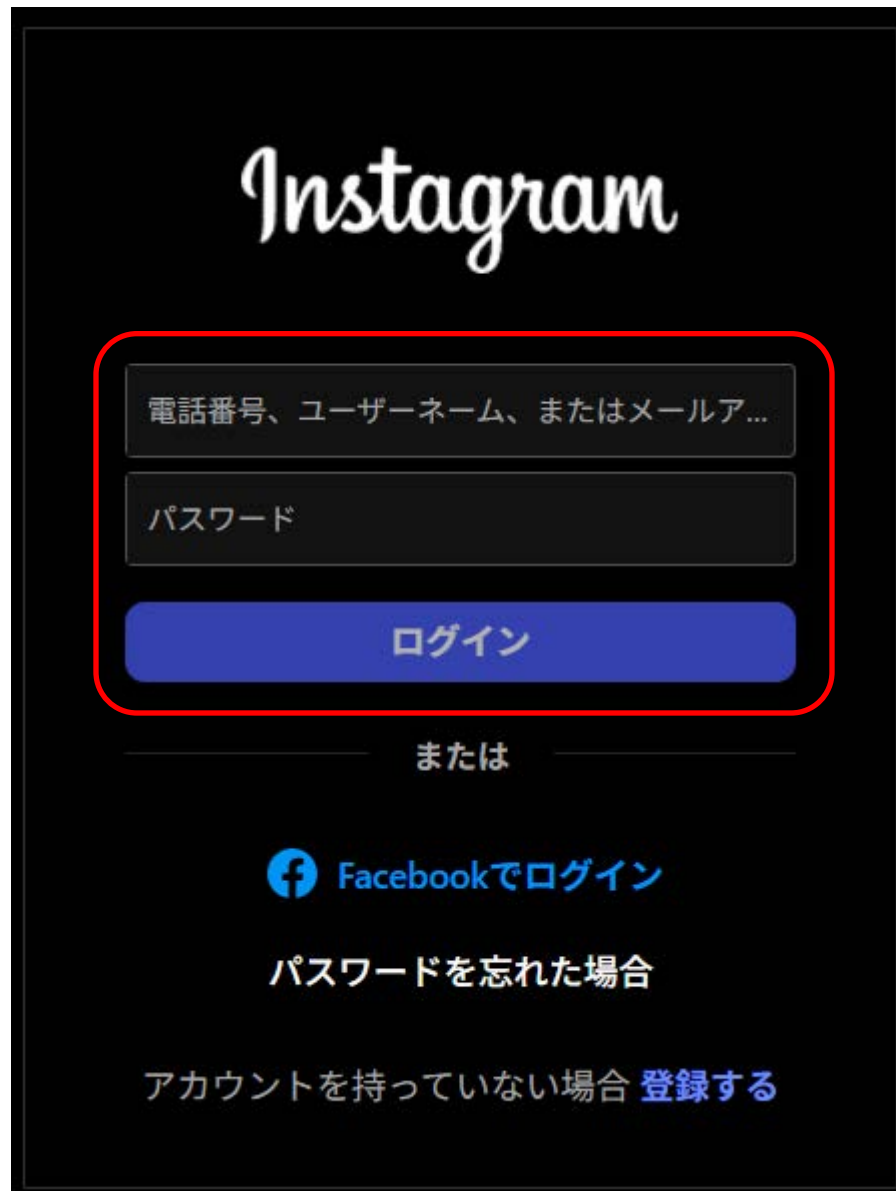 Instagram
電話番号、ユーザーネーム、またはメールア...
パスワード
ログイン
または
Facebookでログイン
パスワードを忘れた場合
アカウントを持っていない場合 登録する